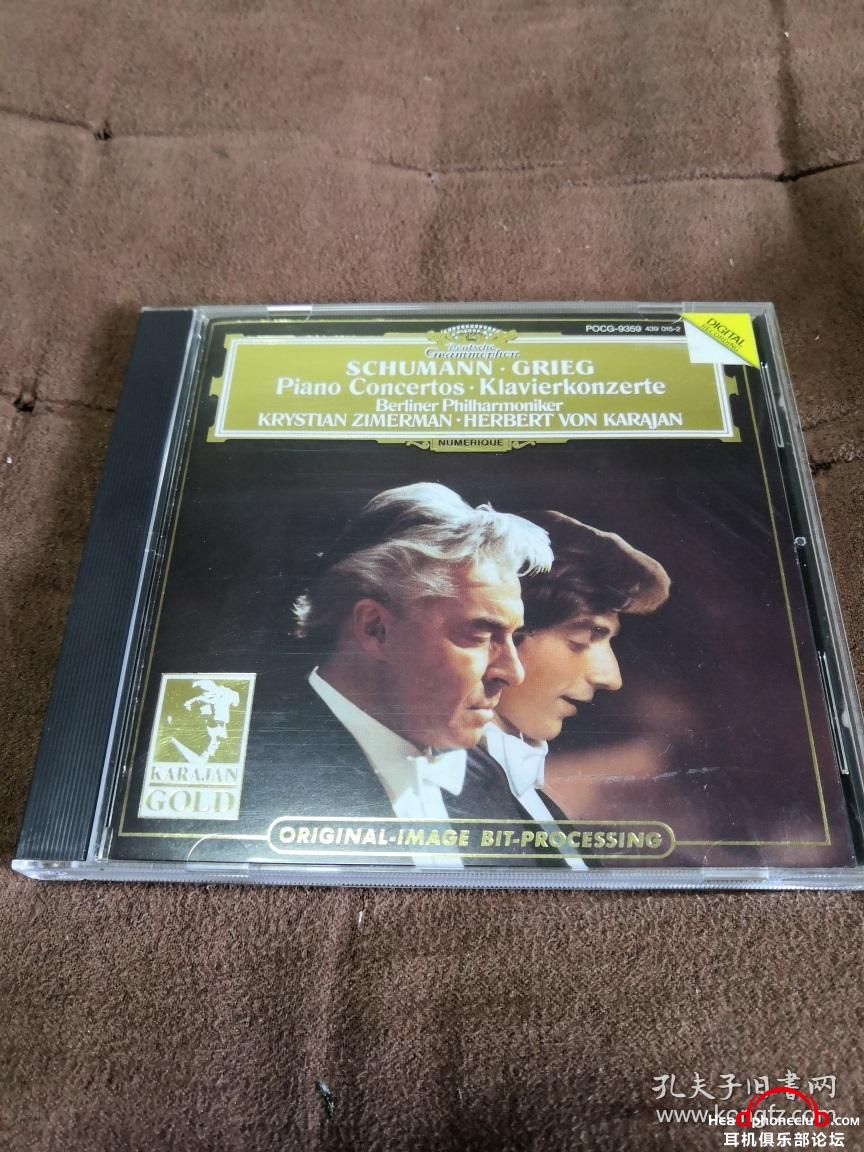 POCG-9359 439 015-2
DIGITAL
RECORDING
Deutsche
Grammophon
SCHUMANN · GRIEG
Piano Concertos · Klavierkonzerte
Berliner Philharmoniker
KRYSTIAN ZIMERMAN · HERBERT VON KARAJAN
NUMERIQUE
KARAJAN
GOLD
ORIGINAL-IMAGE BIT-PROCESSING
孔夫子旧书网
www.kongfz.com
HeadphonecluB.com
耳机俱乐部论坛